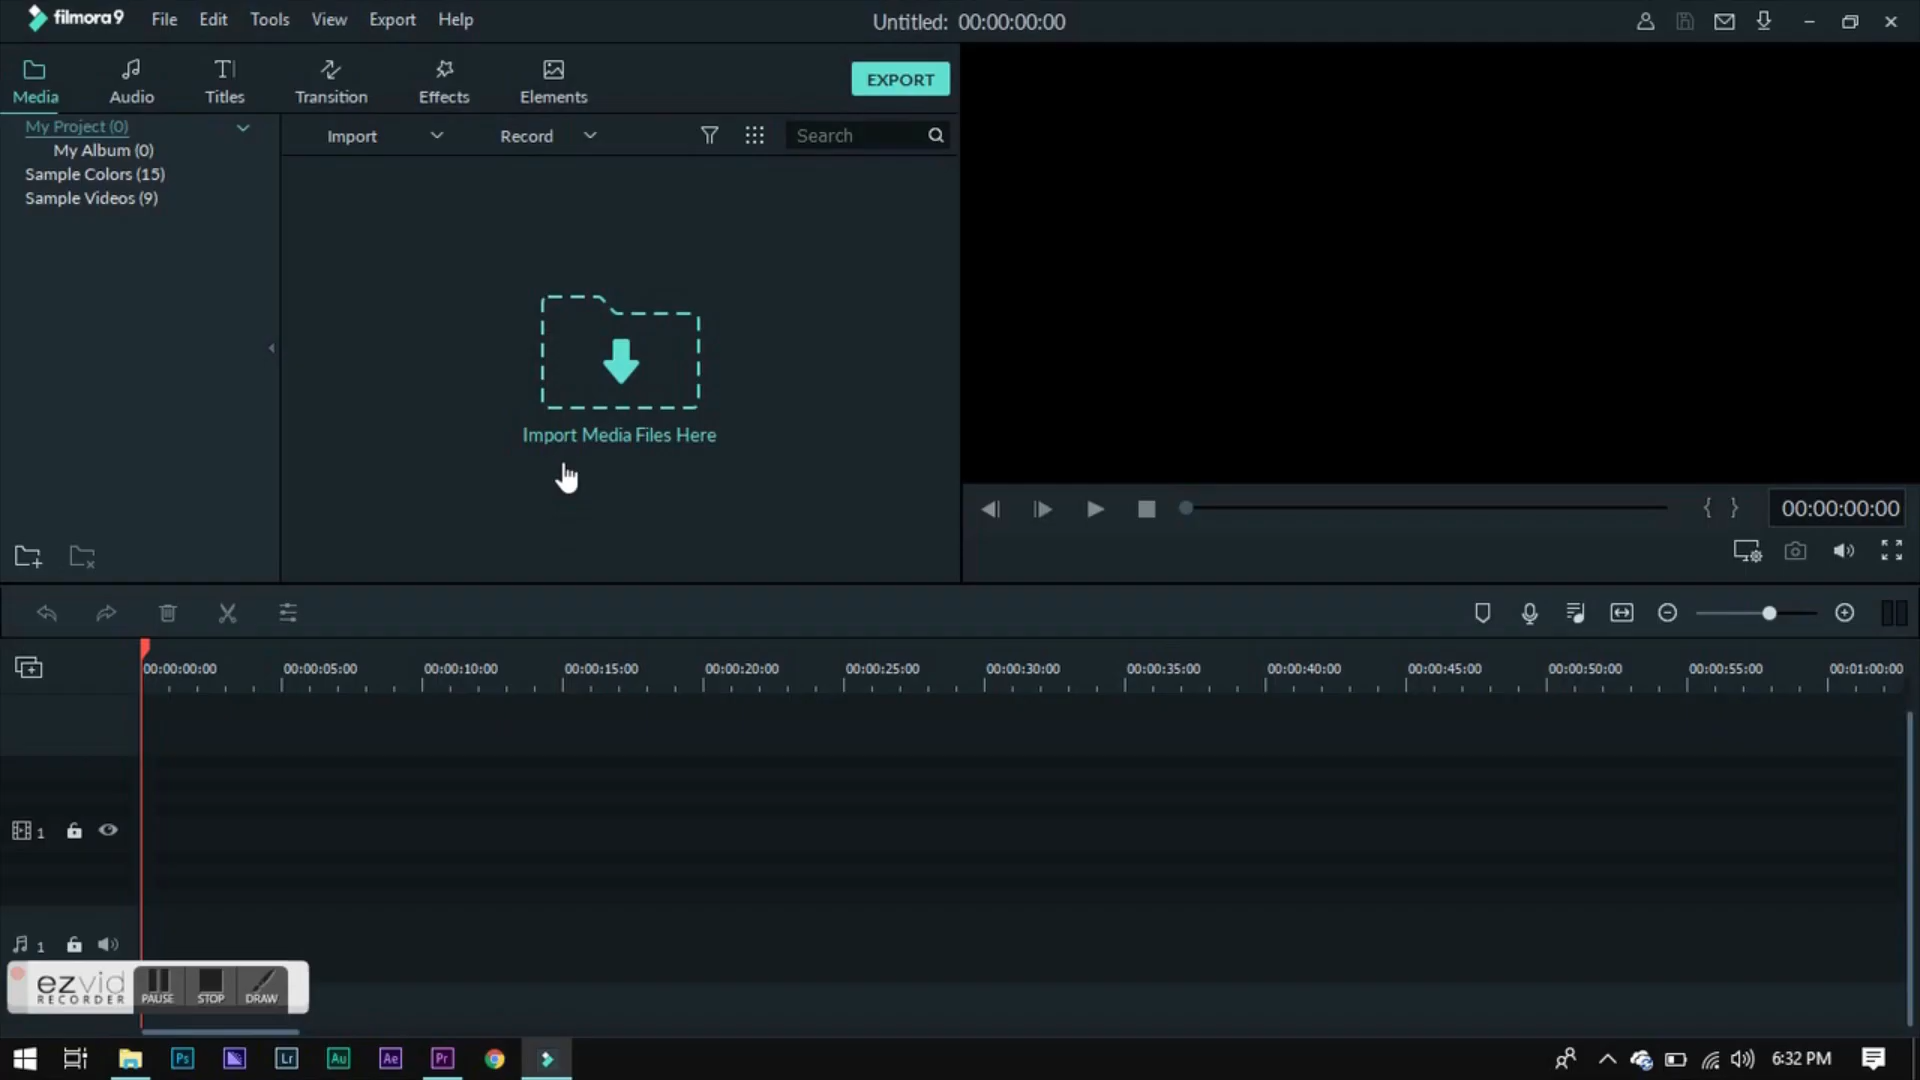 filmora9 File Edit Tools View Export Help Untitled: 00:00:00:00
Media Audio Titles Transition Effects Elements EXPORT
My Project (0)
My Album (0)
Sample Colors (15)
Sample Videos (9)
Import Record Search
Import Media Files Here
{ } 00:00:00:00
00:00:00:00 00:00:05:00 00:00:10:00 00:00:15:00 00:00:20:00 00:00:25:00 00:00:30:00 00:00:35:00 00:00:40:00 00:00:45:00 00:00:50:00 00:00:55:00 00:01:00:00
1
1
ezvid
RECORDER PAUSE STOP DRAW
Ps Lr Au Ae Pr 6:32 PM